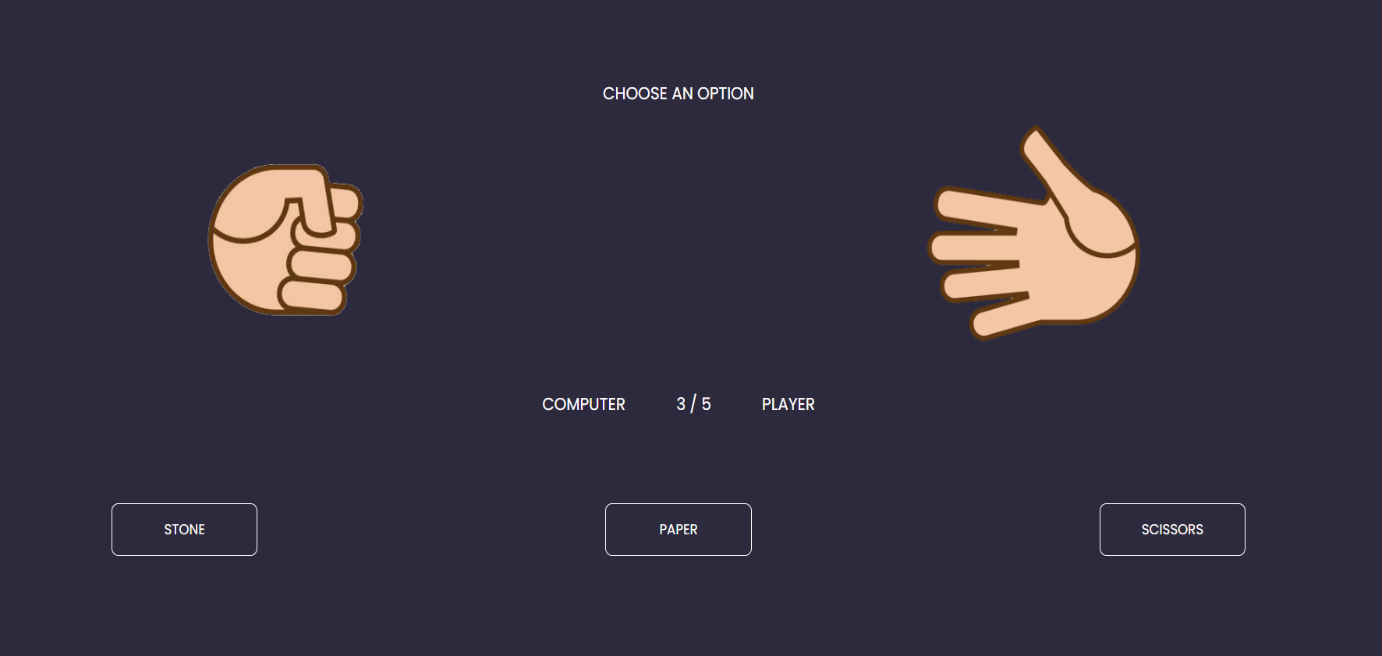 CHOOSE AN OPTION
COMPUTER 3 / 5 PLAYER
STONE PAPER SCISSORS